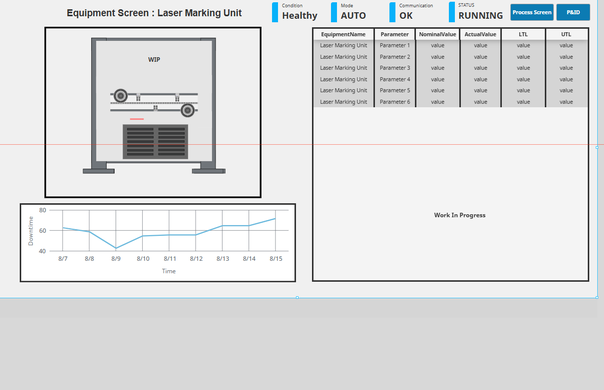 Equipment Screen : Laser Marking Unit
Condition
Healthy
Mode
AUTO
Communication
OK
STATUS
RUNNING
Process Screen
P&ID
WIP
EquipmentName Parameter NominalValue ActualValue LTL UTL
Laser Marking Unit Parameter 1 value value value value
Laser Marking Unit Parameter 2 value value value value
Laser Marking Unit Parameter 3 value value value value
Laser Marking Unit Parameter 4 value value value value
Laser Marking Unit Parameter 5 value value value value
Laser Marking Unit Parameter 6 value value value value
Work In Progress
Downtime
80
60
40
8/7 8/8 8/9 8/10 8/11 8/12 8/13 8/14 8/15
Time